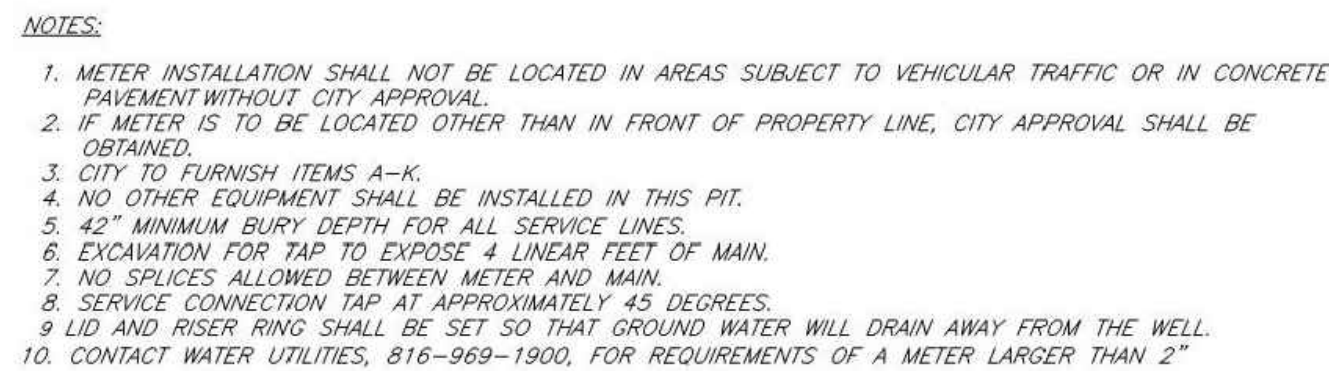 NOTES:
1. METER INSTALLATION SHALL NOT BE LOCATED IN AREAS SUBJECT TO VEHICULAR TRAFFIC OR IN CONCRETE
PAVEMENT WITHOUT CITY APPROVAL.
2. IF METER IS TO BE LOCATED OTHER THAN IN FRONT OF PROPERTY LINE, CITY APPROVAL SHALL BE
OBTAINED.
3. CITY TO FURNISH ITEMS A-K.
4. NO OTHER EQUIPMENT SHALL BE INSTALLED IN THIS PIT.
5. 42" MINIMUM BURY DEPTH FOR ALL SERVICE LINES.
6. EXCAVATION FOR TAP TO EXPOSE 4 LINEAR FEET OF MAIN.
7. NO SPLICES ALLOWED BETWEEN METER AND MAIN.
8. SERVICE CONNECTION TAP AT APPROXIMATELY 45 DEGREES.
9 LID AND RISER RING SHALL BE SET SO THAT GROUND WATER WILL DRAIN AWAY FROM THE WELL.
10. CONTACT WATER UTILITIES, 816-969-1900, FOR REQUIREMENTS OF A METER LARGER THAN 2"